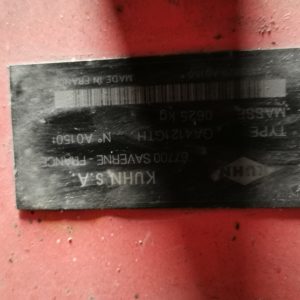 KUHN
KUHN S.A.
67700 SAVERNE - FRANCE
TYPE GA4121GTH N° A0150
MASSE 0625 kg
MADE IN FRANCE